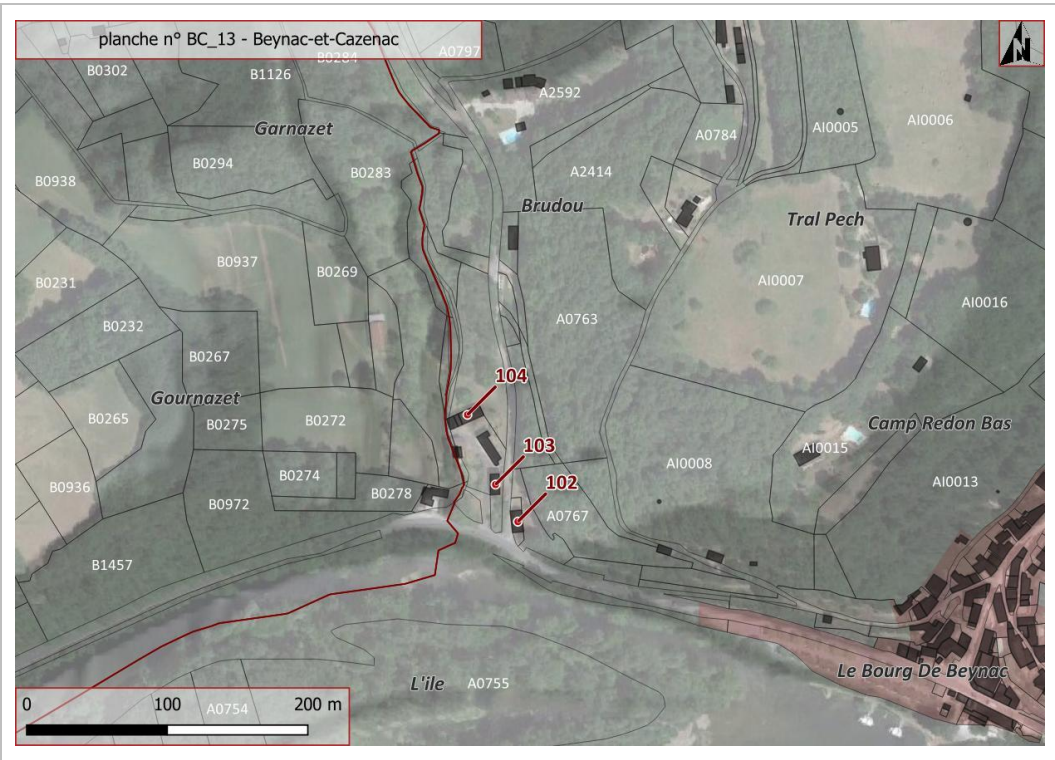 planche n° BC_13 - Beynac-et-Cazenac
N
B0284
A0797
B0302
B1126
A2592
Garnazet
AI0005
AI0006
A0784
B0294
B0283
A2414
B0938
Brudou
Tral Pech
B0937
B0269
B0231
AI0007
AI0016
B0232
A0763
B0267
104
Gournazet
B0265
B0275
B0272
Camp Redon Bas
103
AI0015
AI0008
B0274
102
AI0013
B0936
B0278
B0972
A0767
B1457
Le Bourg De Beynac
L'ile
A0755
0 100 200 m
A0754